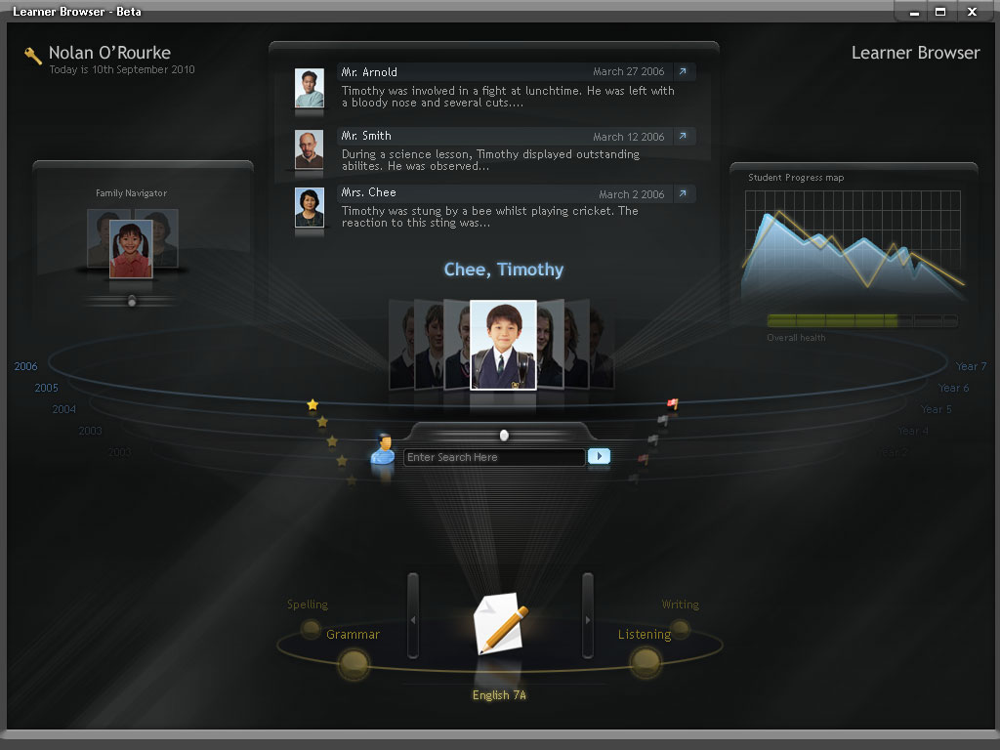 Learner Browser - Beta
Nolan O'Rourke
Today is 10th September 2010
Learner Browser
Mr. Arnold
March 27 2006
Timothy was involved in a fight at lunchtime. He was left with
a bloody nose and several cuts....
Mr. Smith
March 12 2006
During a science lesson, Timothy displayed outstanding
abilites. He was observed...
Mrs. Chee
March 2 2006
Timothy was stung by a bee whilst playing cricket. The
reaction to this sting was...
Family Navigator
Student Progress map
Overall health
Chee, Timothy
2006
2005
2004
2003
2003
Year 7
Year 6
Year 5
Year 4
Year 2
Enter Search Here
Spelling
Grammar
Writing
Listening
English 7A